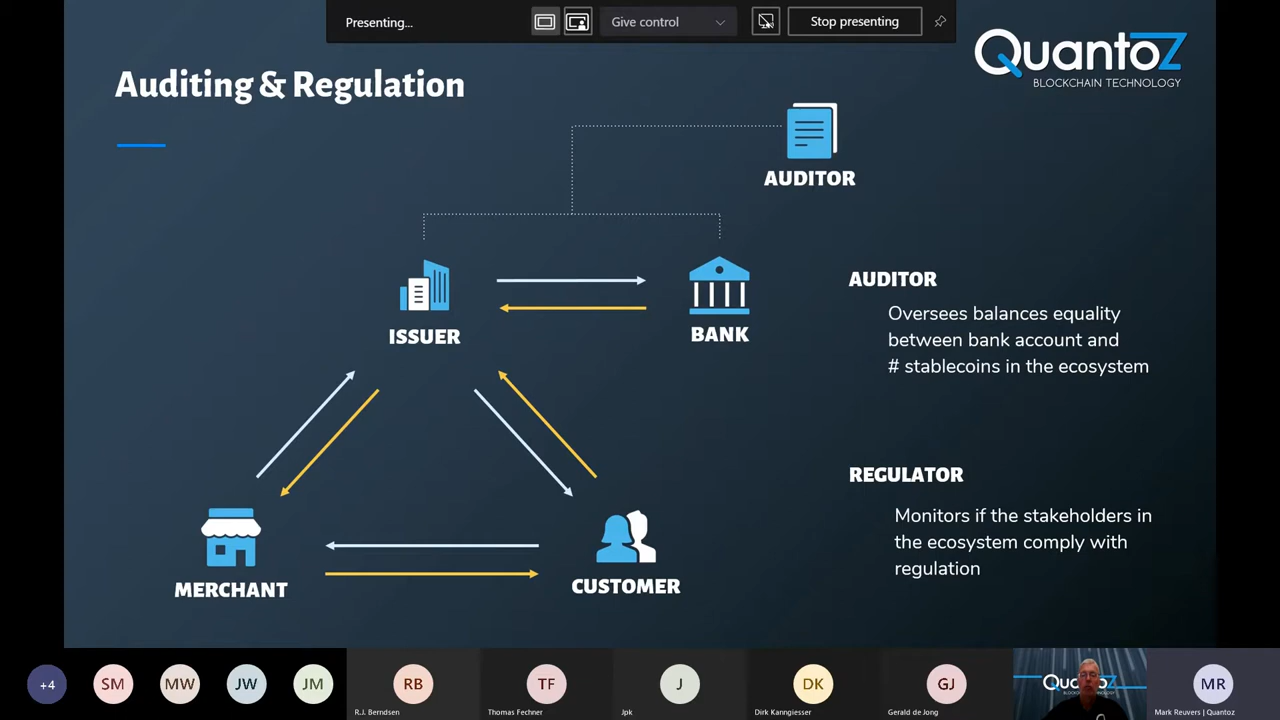 Presenting...
Give control
Stop presenting
QuantoZ
BLOCKCHAIN TECHNOLOGY
Auditing & Regulation
AUDITOR
ISSUER
BANK
MERCHANT
CUSTOMER
AUDITOR
Oversees balances equality
between bank account and
# stablecoins in the ecosystem
REGULATOR
Monitors if the stakeholders in
the ecosystem comply with
regulation
+4
SM
MW
JW
JM
RB
R.J. Berndsen
TF
Thomas Fechner
J
Jpk
DK
Dirk Kanngiesser
GJ
Gerald de Jong
MR
Mark Reuvers | Quantoz